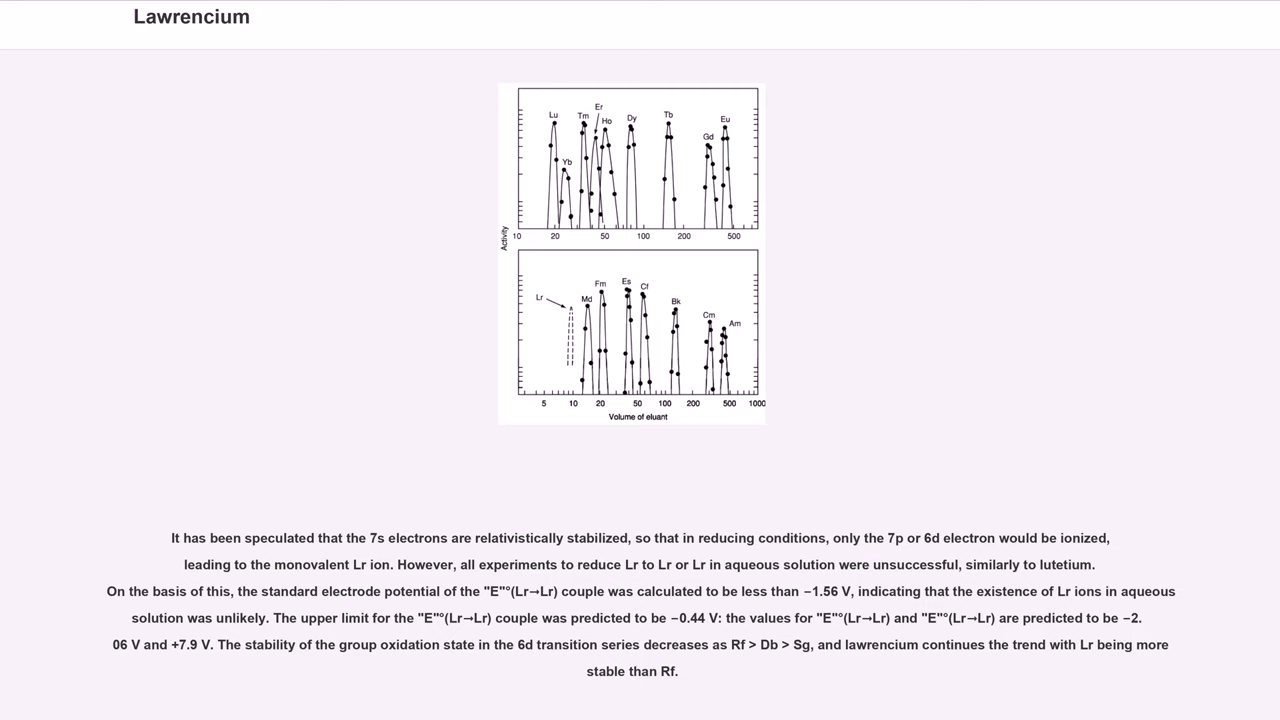 Lawrencium
Er
Lu
Tm
Ho
Dy
Tb
Eu
Gd
Yb
10 20 50 100 200 500
Activity
Lr
Md
Fm
Es
Cf
Bk
Cm
Am
5 10 20 50 100 200 500 1000
Volume of eluant
It has been speculated that the 7s electrons are relativistically stabilized, so that in reducing conditions, only the 7p or 6d electron would be ionized,
leading to the monovalent Lr ion. However, all experiments to reduce Lr to Lr or Lr in aqueous solution were unsuccessful, similarly to lutetium.
On the basis of this, the standard electrode potential of the "E"°(Lr→Lr) couple was calculated to be less than −1.56 V, indicating that the existence of Lr ions in aqueous
solution was unlikely. The upper limit for the "E"°(Lr→Lr) couple was predicted to be −0.44 V: the values for "E"°(Lr→Lr) and "E"°(Lr→Lr) are predicted to be −2.
06 V and +7.9 V. The stability of the group oxidation state in the 6d transition series decreases as Rf > Db > Sg, and lawrencium continues the trend with Lr being more
stable than Rf.